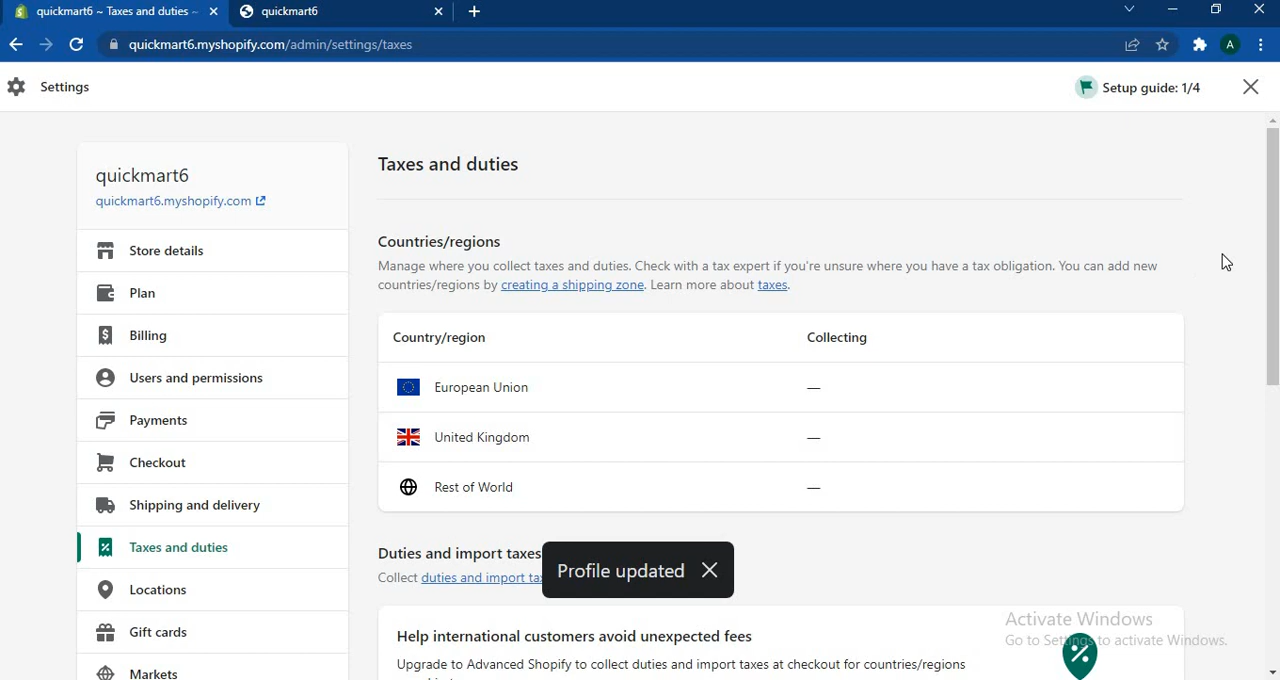 quickmart6 ~ Taxes and duties ~
quickmart6
quickmart6.myshopify.com/admin/settings/taxes
A
Settings
Setup guide: 1/4
quickmart6
quickmart6.myshopify.com
Store details
Plan
Billing
Users and permissions
Payments
Checkout
Shipping and delivery
Taxes and duties
Locations
Gift cards
Markets
Taxes and duties
Countries/regions
Manage where you collect taxes and duties. Check with a tax expert if you're unsure where you have a tax obligation. You can add new
countries/regions by creating a shipping zone. Learn more about taxes.
Country/region Collecting
European Union —
United Kingdom —
Rest of World —
Duties and import taxes
Collect duties and import
Profile updated
Help international customers avoid unexpected fees
Upgrade to Advanced Shopify to collect duties and import taxes at checkout for countries/regions
Activate Windows
Go to Settings to activate Windows.